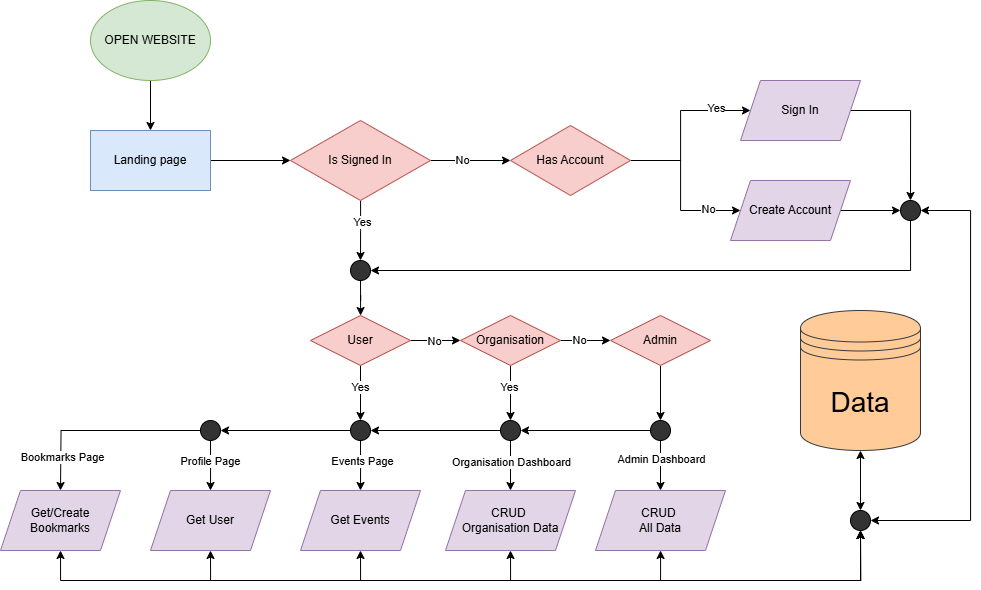 OPEN WEBSITE
Landing page
Is Signed In
No
Has Account
Yes
Sign In
No
Create Account
Yes
User
No
Organisation
No
Admin
Yes
Yes
Data
Bookmarks Page
Profile Page
Events Page
Organisation Dashboard
Admin Dashboard
Get/Create
Bookmarks
Get User
Get Events
CRUD
Organisation Data
CRUD
All Data